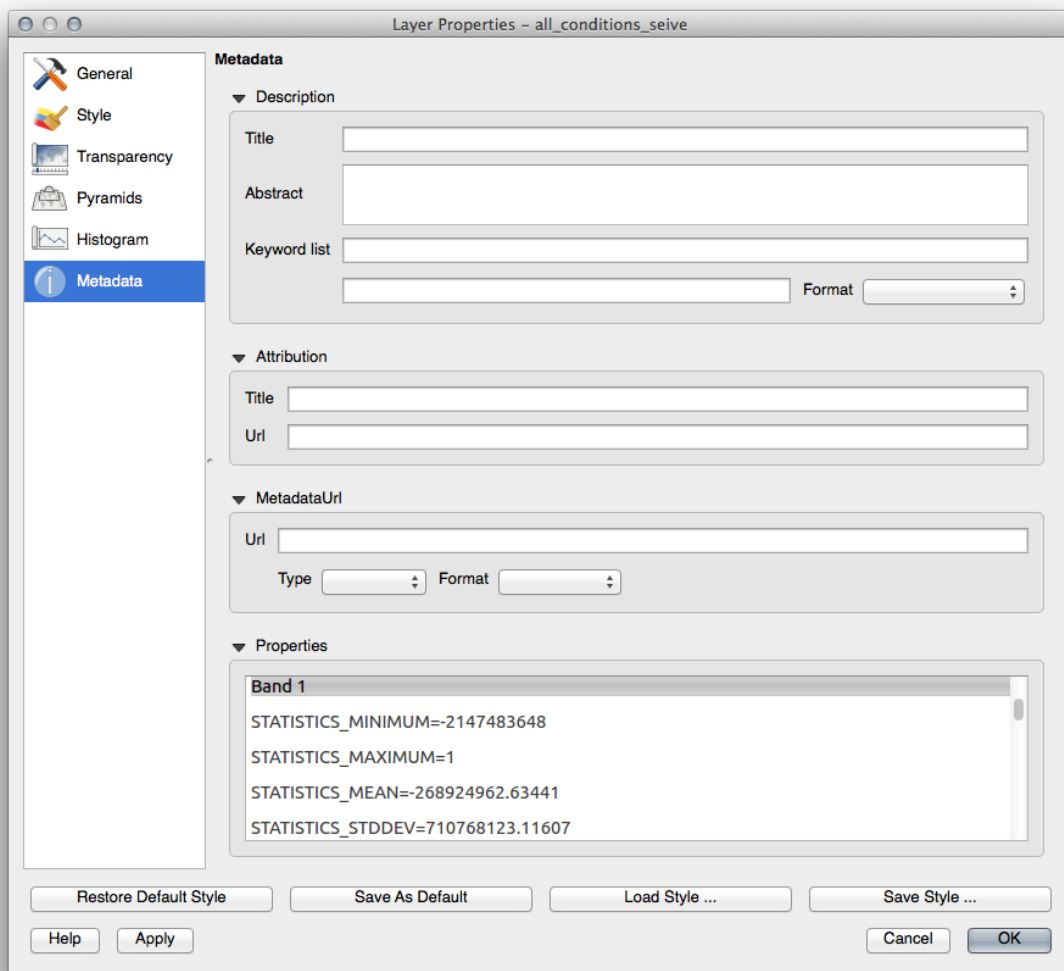 Layer Properties – all_conditions_seive
General
Style
Transparency
Pyramids
Histogram
Metadata
Metadata
Description
Title
Abstract
Keyword list
Format
Attribution
Title
Url
MetadataUrl
Url
Type Format
Properties
Band 1
STATISTICS_MINIMUM=-2147483648
STATISTICS_MAXIMUM=1
STATISTICS_MEAN=-268924962.63441
STATISTICS_STDDEV=710768123.11607
Restore Default Style Save As Default Load Style ... Save Style ...
Help Apply Cancel OK